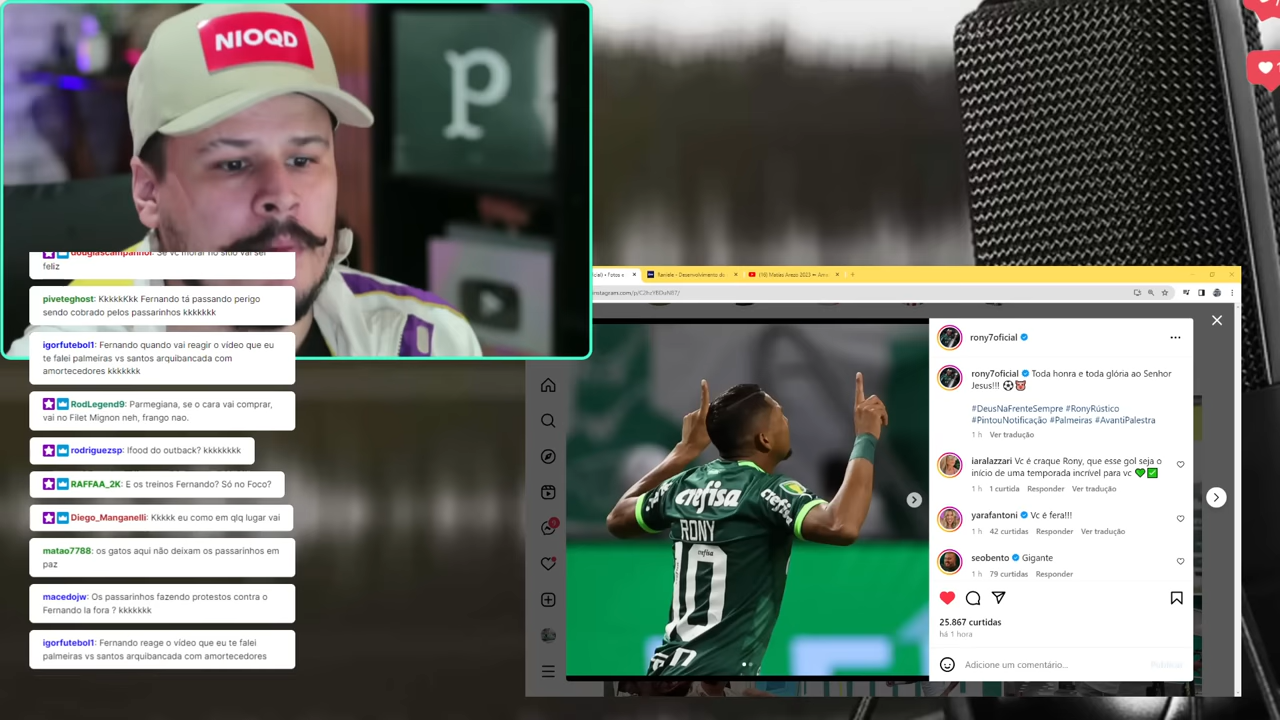 NIOQD
p
feliz
piveteghost: KkkkkKkk Fernando tá passando perigo
sendo cobrado pelos passarinhos kkkkkkk
igorfutebol1: Fernando quando vai reagir o vídeo que eu
te falei palmeiras vs santos arquibancada com
amortecedores kkkkkkk
RodLegend9: Parmegiana, se o cara vai comprar,
vai no Filet Mignon neh, frango nao.
rodriguezsp: Ifood do outback? kkkkkkkk
RAFFAA_2K: E os treinos Fernando? Só no Foco?
Diego_Manganelli: Kkkkk eu como em qlq lugar vai
matao7788: os gatos aqui não deixam os passarinhos em
paz
macedojw: Os passarinhos fazendo protestos contra o
Fernando la fora ? kkkkkkk
igorfutebol1: Fernando reage o vídeo que eu te falei
palmeiras vs santos arquibancada com amortecedores
crefisa
crefisa
RONY
crefisa
10
rony7oficial
rony7oficial Toda honra e toda glória ao Senhor
Jesus!!!
#DeusNaFrenteSempre #RonyRústico
#PintouNotificação #Palmeiras #AvantiPalestra
1 h Ver tradução
iaralazzari Vc é craque Rony, que esse gol seja o
início de uma temporada incrível para vc
1 h 1 curtida Responder Ver tradução
yarafantoni Vc é fera!!!
1 h 42 curtidas Responder Ver tradução
seobento Gigante
1 h 79 curtidas Responder
25.867 curtidas
há 1 hora
Adicione um comentário...
Publicar